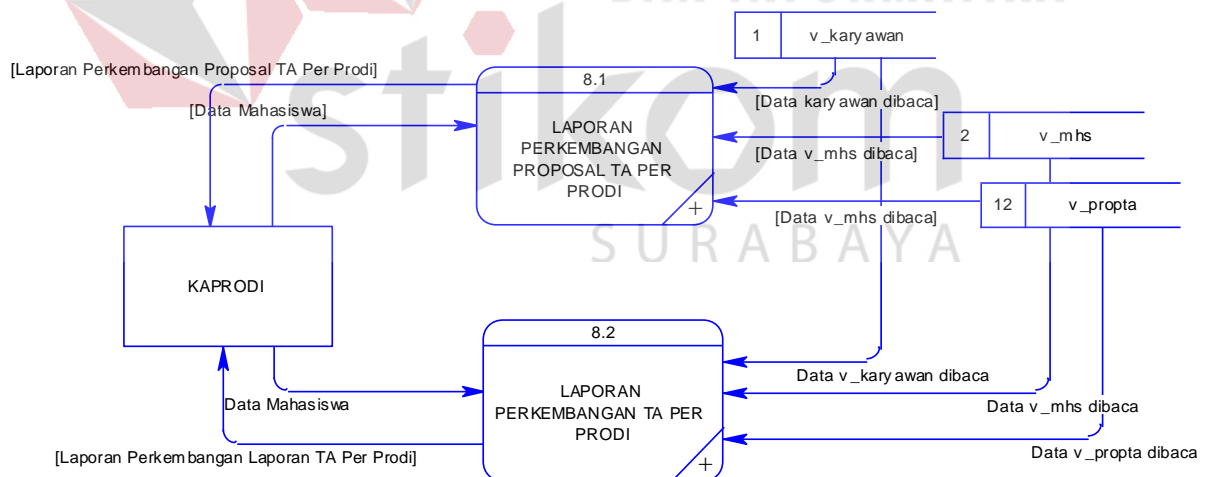 1 v_karyawan
[Laporan Perkembangan Proposal TA Per Prodi]
8.1
[Data Mahasiswa]
[Data karyawan dibaca]
LAPORAN
PERKEMBANGAN
PROPOSAL TA PER
PRODI
+
2 v_mhs
[Data v_mhs dibaca]
12 v_propta
[Data v_mhs dibaca]
stikom
SURABAYA
KAPRODI
8.2
LAPORAN
PERKEMBANGAN TA PER
PRODI
+
Data v_karyawan dibaca
Data Mahasiswa
Data v_mhs dibaca
Data v_propta dibaca
[Laporan Perkembangan Laporan TA Per Prodi]